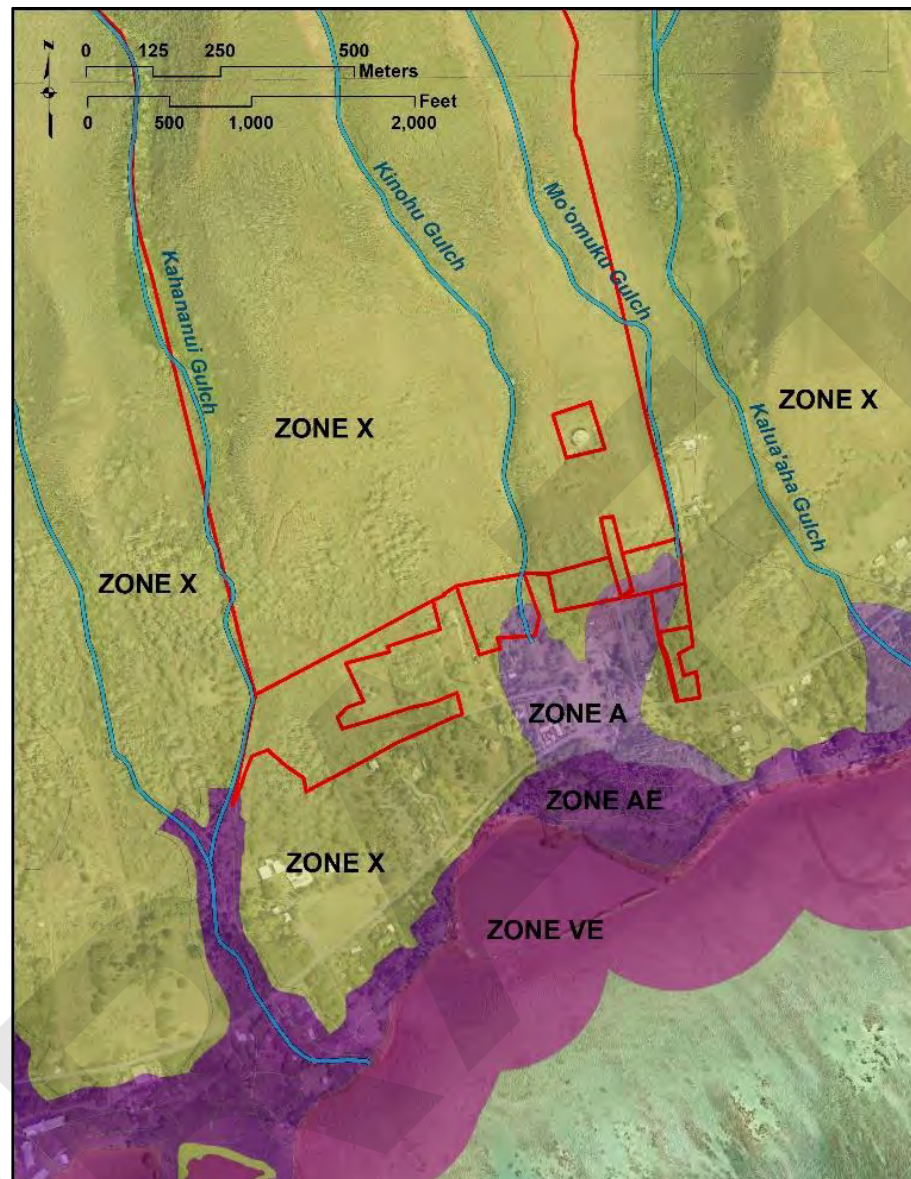 N
0 125 250 500
Meters
Feet
0 500 1,000 2,000
Kinohu Gulch
Mo'omuku Gulch
Kahananui Gulch
Kalua'aha Gulch
ZONE X
ZONE X
ZONE X
ZONE A
ZONE AE
ZONE X
ZONE VE